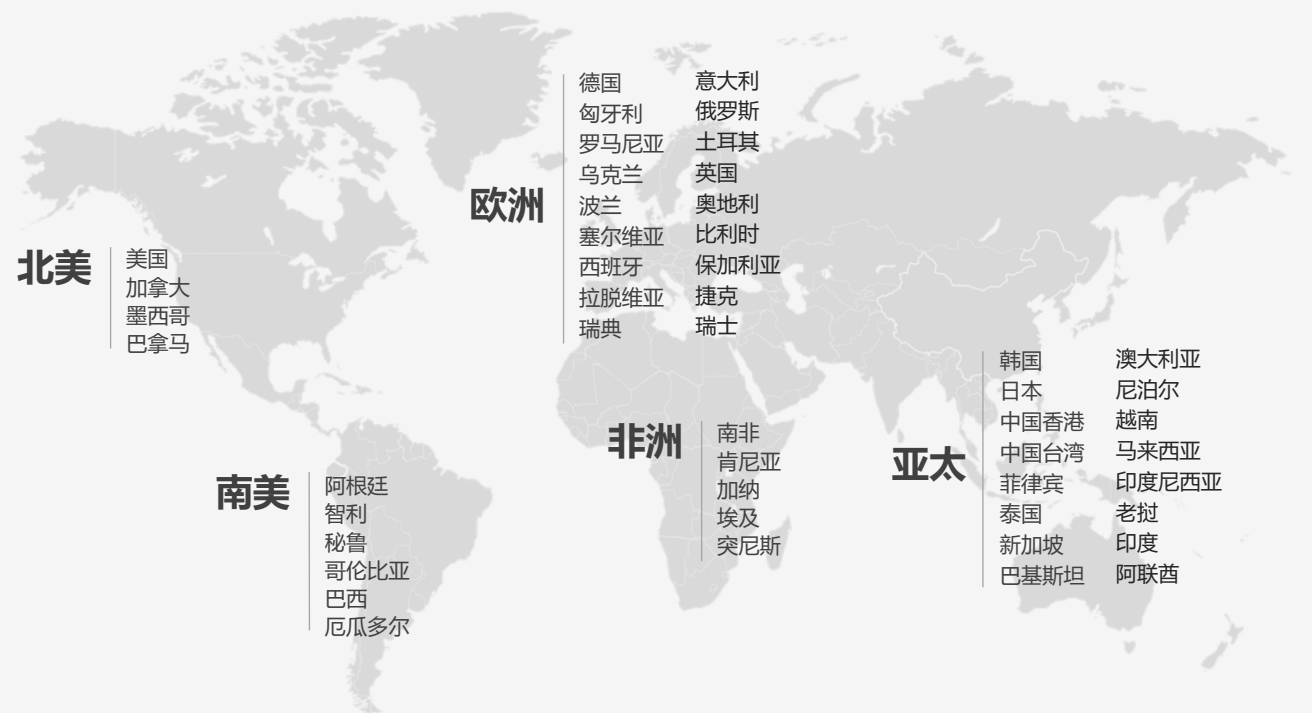 北美
美国
加拿大
墨西哥
巴拿马
南美
阿根廷
智利
秘鲁
哥伦比亚
巴西
厄瓜多尔
欧洲
德国
匈牙利
罗马尼亚
乌克兰
波兰
塞尔维亚
西班牙
拉脱维亚
瑞典
意大利
俄罗斯
土耳其
英国
奥地利
比利时
保加利亚
捷克
瑞士
非洲
南非
肯尼亚
加纳
埃及
突尼斯
亚太
韩国
日本
中国香港
中国台湾
菲律宾
泰国
新加坡
巴基斯坦
澳大利亚
尼泊尔
越南
马来西亚
印度尼西亚
老挝
印度
阿联酋